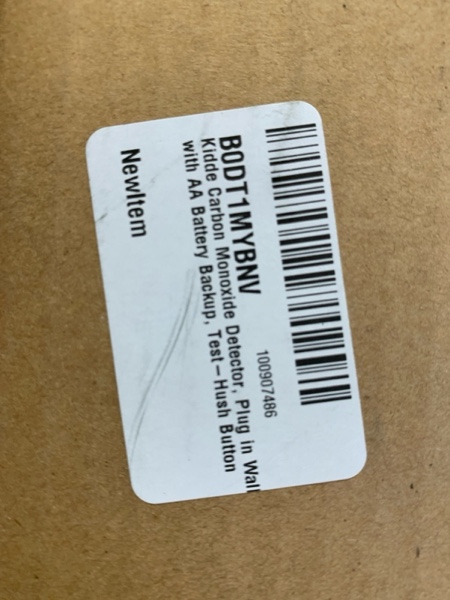 100907486
B0DT1MYBNV
Kidde Carbon Monoxide Detector, Plug in Wall
with AA Battery Backup, Test-Hush Button
NewItem